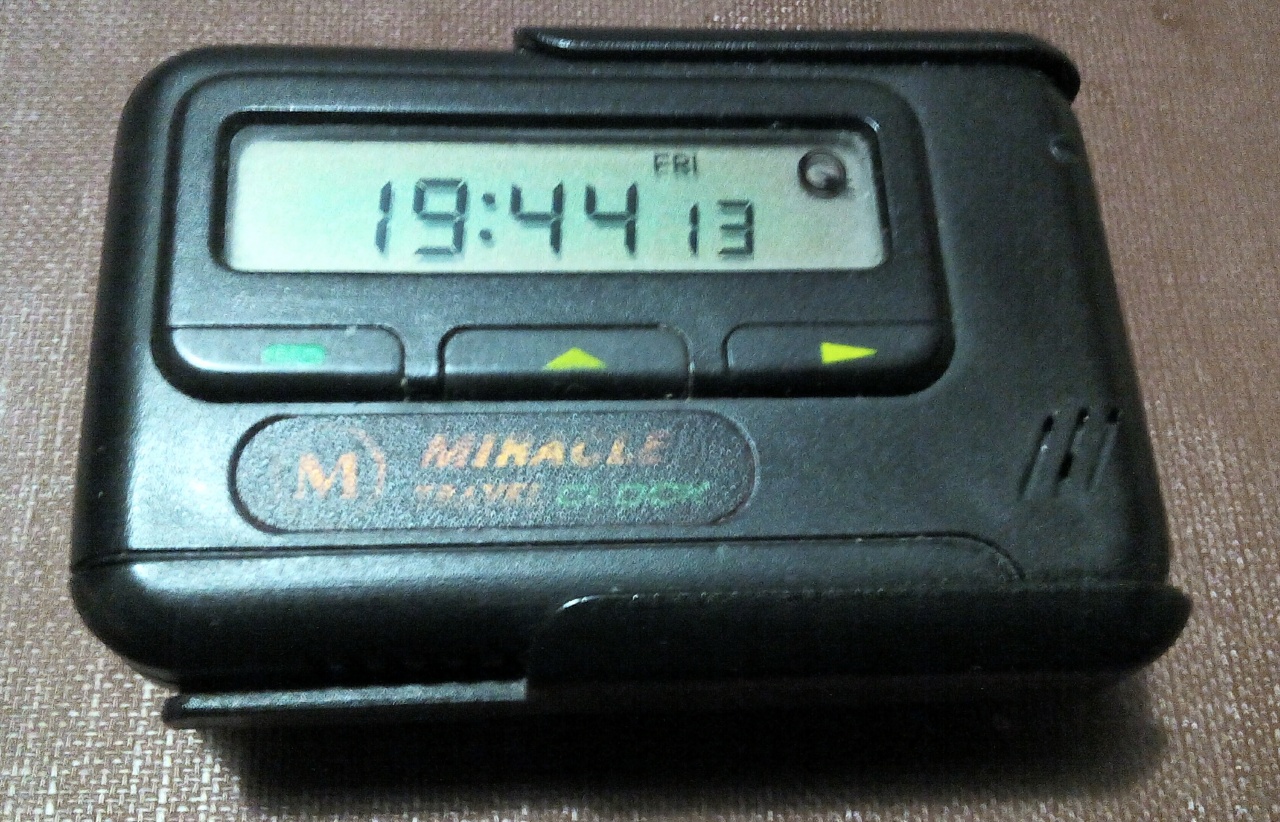 FRI
19:44 13
M MIRACLE
TRAVEL CLOCK